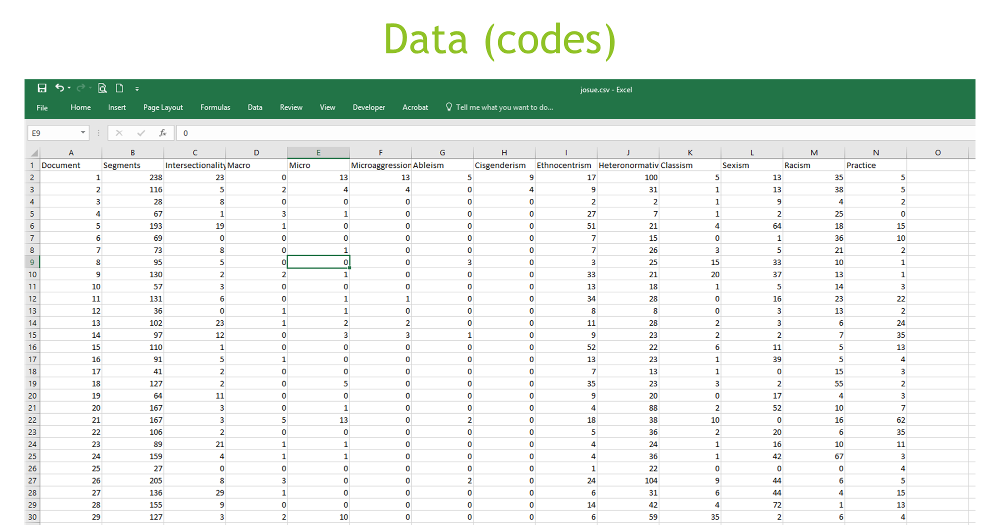 Data (codes)
josue.csv - Excel
File Home Insert Page Layout Formulas Data Review View Developer Acrobat Tell me what you want to do...
E9 fx 0
A B C D E F G H I J K L M N O
1 Document Segments Intersectionality Macro Micro Microaggression Ableism Cisgenderism Ethnocentrism Heteronormativ Classism Sexism Racism Practice
2 1 238 23 0 13 13 5 9 17 100 5 13 35 5
3 2 116 5 2 4 4 0 4 9 31 1 13 38 5
4 3 28 8 0 0 0 0 0 2 2 1 9 4 2
5 4 67 1 3 1 0 0 0 27 7 1 2 25 0
6 5 193 19 1 0 0 0 0 51 21 4 64 18 15
7 6 69 0 0 0 0 0 0 7 15 0 1 36 10
8 7 73 8 0 1 0 0 0 7 26 3 5 21 2
9 8 95 5 0 0 0 3 0 3 25 15 33 10 1
10 9 130 2 2 1 0 0 0 33 21 20 37 13 1
11 10 57 3 0 0 0 0 0 13 18 1 5 14 3
12 11 131 6 0 1 1 0 0 34 28 0 16 23 22
13 12 36 0 1 1 0 0 0 8 8 0 3 13 2
14 13 102 23 1 2 2 0 0 11 28 2 3 6 24
15 14 97 12 0 3 3 1 0 9 23 2 2 7 35
16 15 110 1 0 0 0 0 0 52 22 6 11 5 13
17 16 91 5 1 0 0 0 0 13 23 1 39 5 4
18 17 41 2 0 0 0 0 0 7 13 1 0 15 3
19 18 127 2 0 5 0 0 0 35 23 3 2 55 2
20 19 64 11 0 0 0 0 0 9 20 0 17 4 3
21 20 167 3 0 1 0 0 0 4 88 2 52 10 7
22 21 167 3 5 13 0 2 0 18 38 10 0 16 62
23 22 106 2 0 0 0 0 0 5 36 2 20 6 35
24 23 89 21 1 1 0 0 0 4 24 1 16 10 11
25 24 159 4 1 1 0 0 0 4 36 1 42 67 3
26 25 27 0 0 0 0 0 0 1 22 0 0 0 4
27 26 205 8 3 0 0 2 0 24 104 9 44 6 5
28 27 136 29 1 0 0 0 0 6 31 6 44 4 15
29 28 155 9 0 0 0 0 0 14 42 4 72 1 13
30 29 127 3 2 10 0 0 0 6 59 35 2 6 4